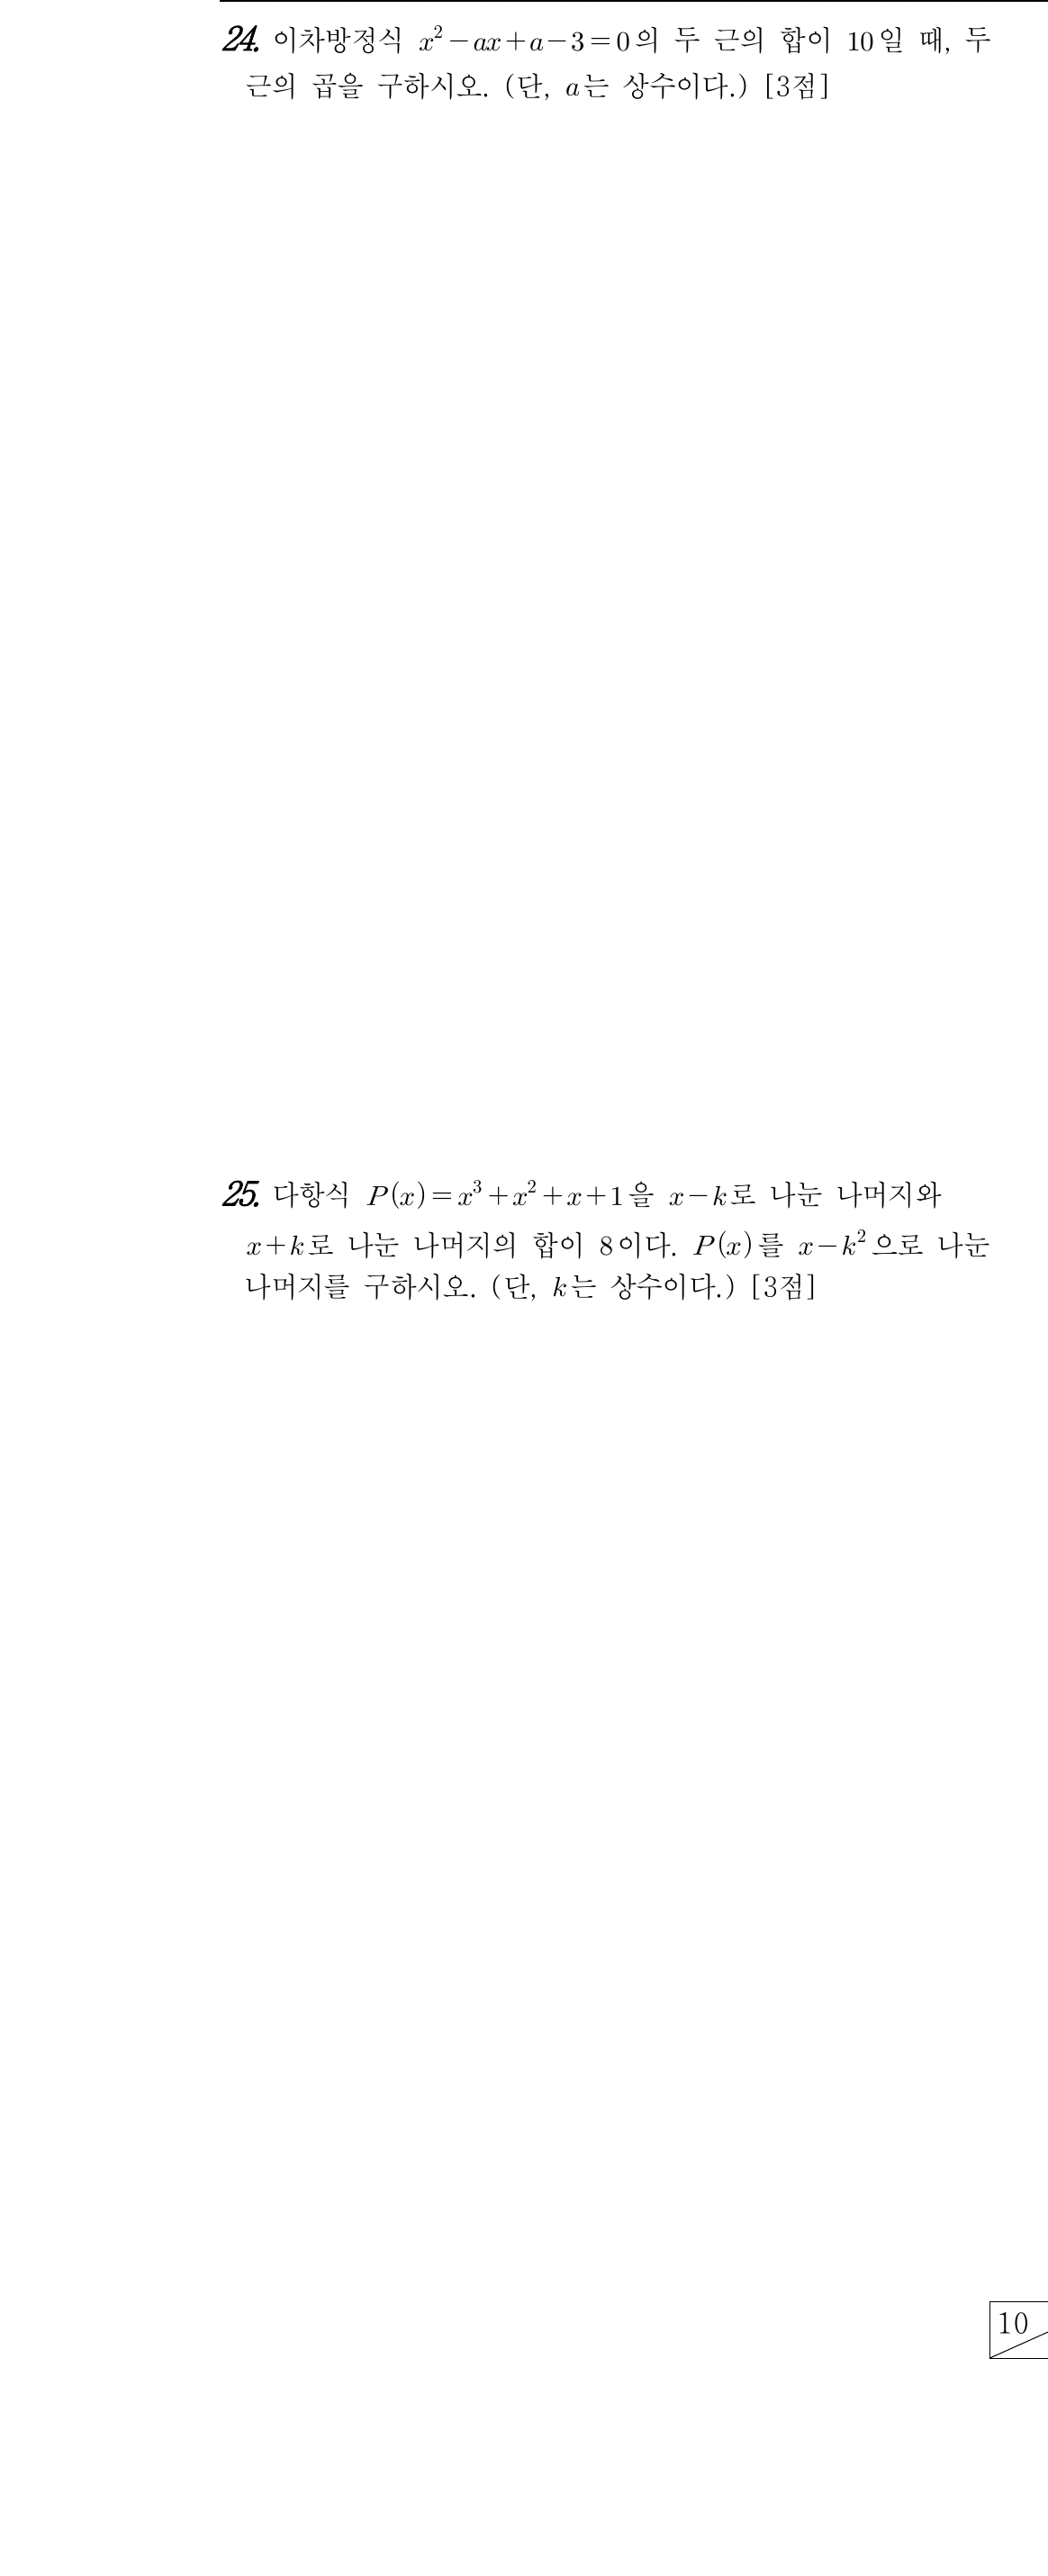 24. 이차방정식 x²−ax+a−3=0의 두 근의 합이 10일 때, 두
근의 곱을 구하시오. (단, a는 상수이다.) [3점]
25. 다항식 P(x)=x³+x²+x+1을 x−k로 나눈 나머지와
x+k로 나눈 나머지의 합이 8이다. P(x)를 x−k²으로 나눈
나머지를 구하시오. (단, k는 상수이다.) [3점]
10